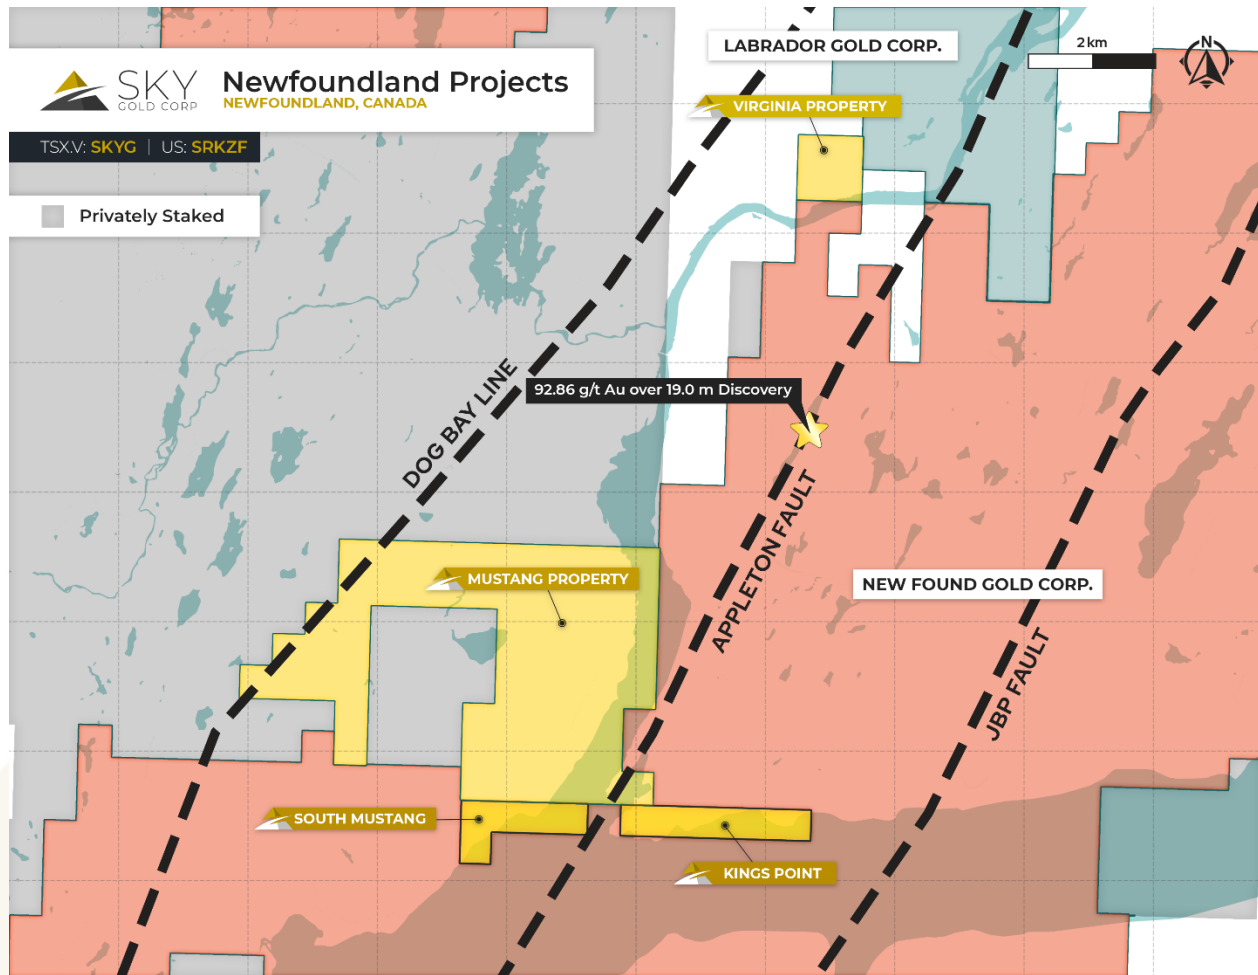 SKY
GOLD CORP
Newfoundland Projects
NEWFOUNDLAND, CANADA
TSX.V: SKYG | US: SRKZF
Privately Staked
LABRADOR GOLD CORP.
2 km
N
VIRGINIA PROPERTY
DOG BAY LINE
92.86 g/t Au over 19.0 m Discovery
APPLETON FAULT
MUSTANG PROPERTY
NEW FOUND GOLD CORP.
JBP FAULT
SOUTH MUSTANG
KINGS POINT